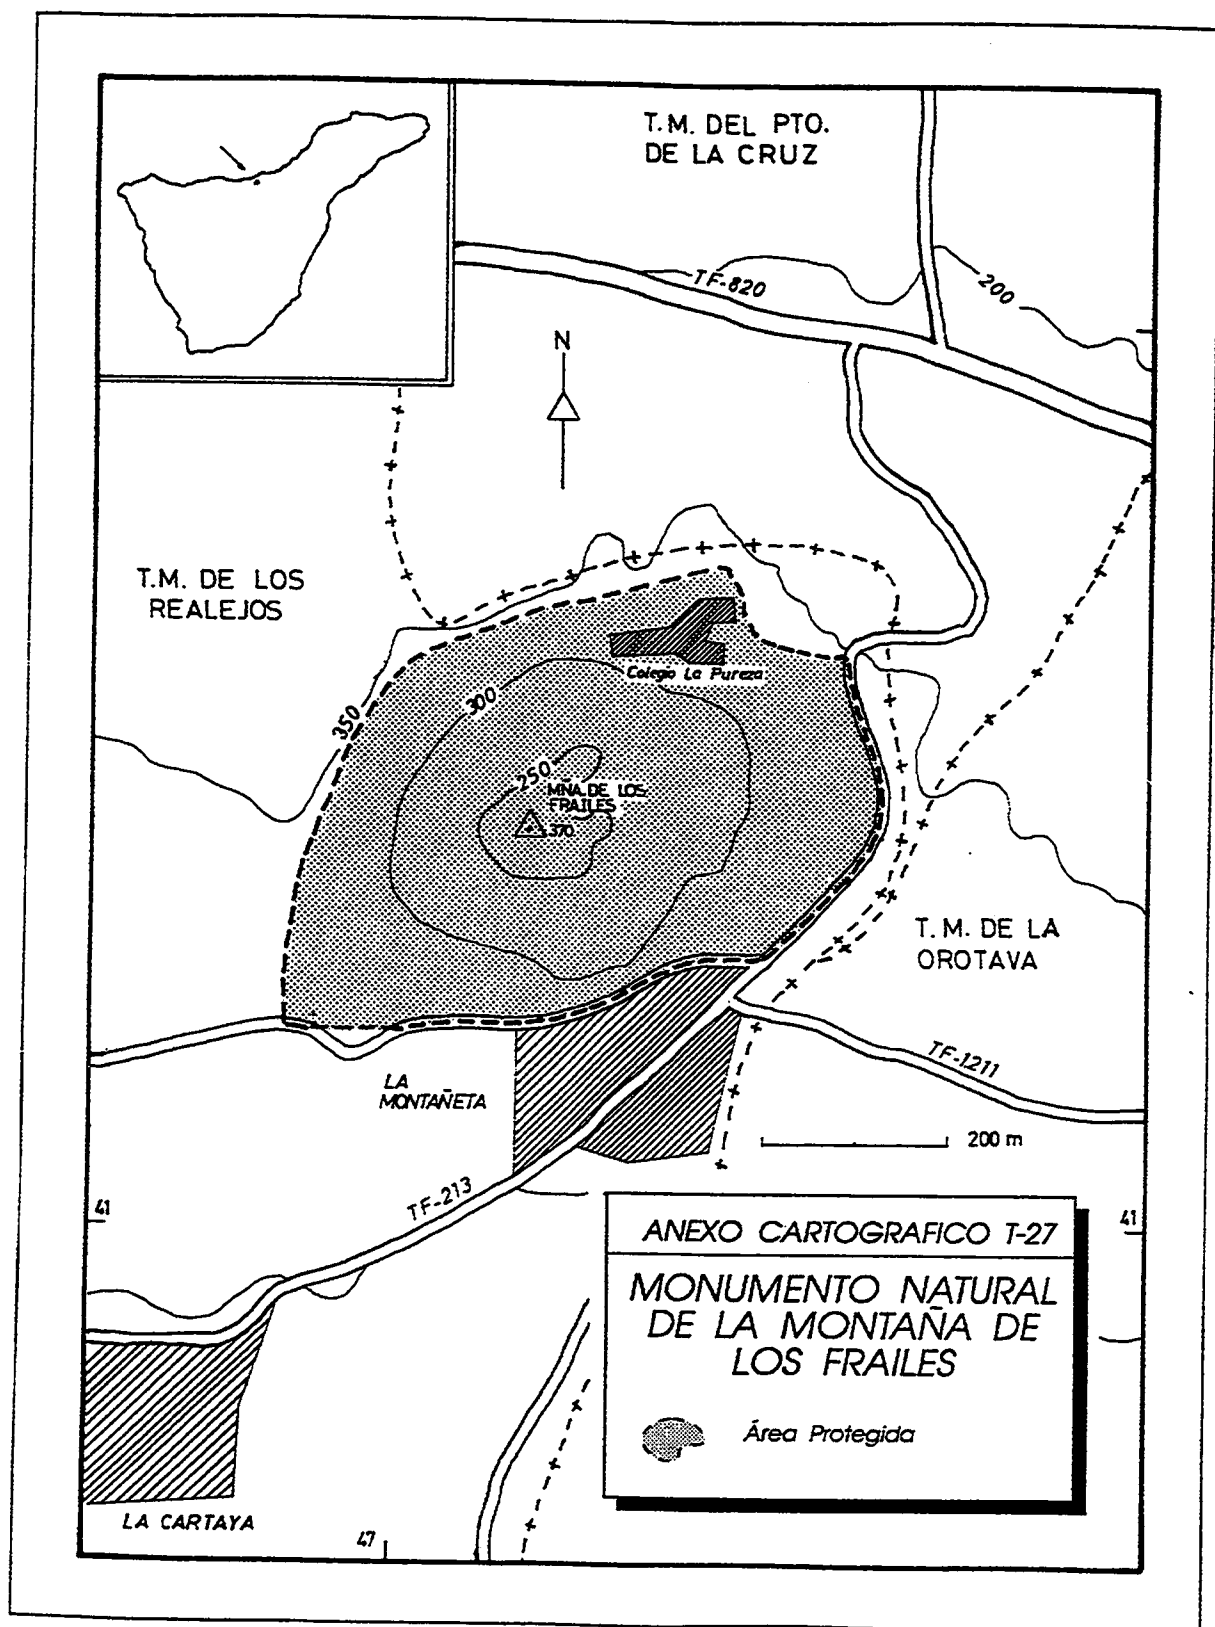 T.M. DEL PTO.
DE LA CRUZ
TF-820
200
N
T.M. DE LOS
REALEJOS
Colegio La Pureza
350
300
250
MÑA. DE LOS
FRAILES
370
T.M. DE LA
OROTAVA
TF-1211
LA
MONTAÑETA
200 m
TF-213
41
41
ANEXO CARTOGRAFICO T-27
MONUMENTO NATURAL
DE LA MONTAÑA DE
LOS FRAILES
Área Protegida
LA CARTAYA
47